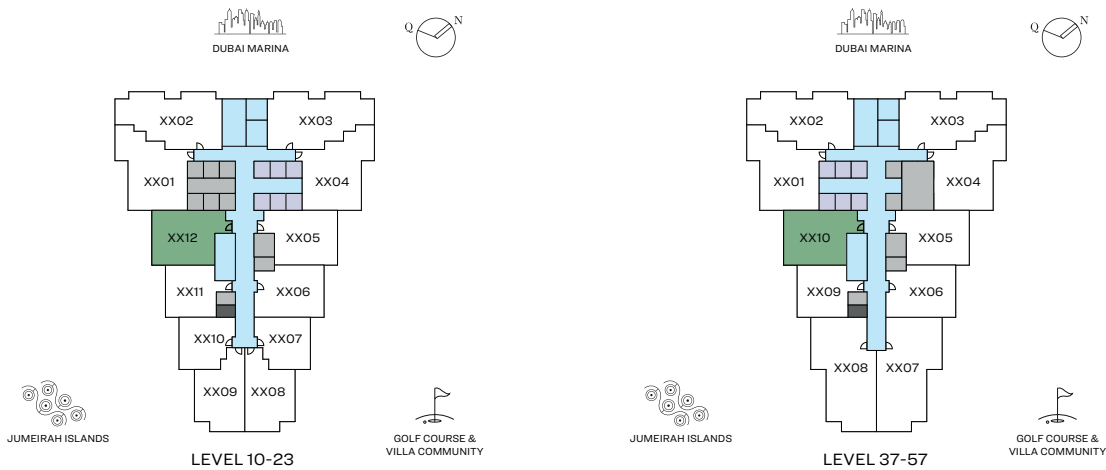 DUBAI MARINA
Q N
XX02 XX03
XX01 XX04
XX12 XX05
XX11 XX06
XX10 XX07
XX09 XX08
JUMEIRAH ISLANDS
GOLF COURSE &
VILLA COMMUNITY
LEVEL 10-23
DUBAI MARINA
Q N
XX02 XX03
XX01 XX04
XX10 XX05
XX09 XX06
XX08 XX07
JUMEIRAH ISLANDS
GOLF COURSE &
VILLA COMMUNITY
LEVEL 37-57